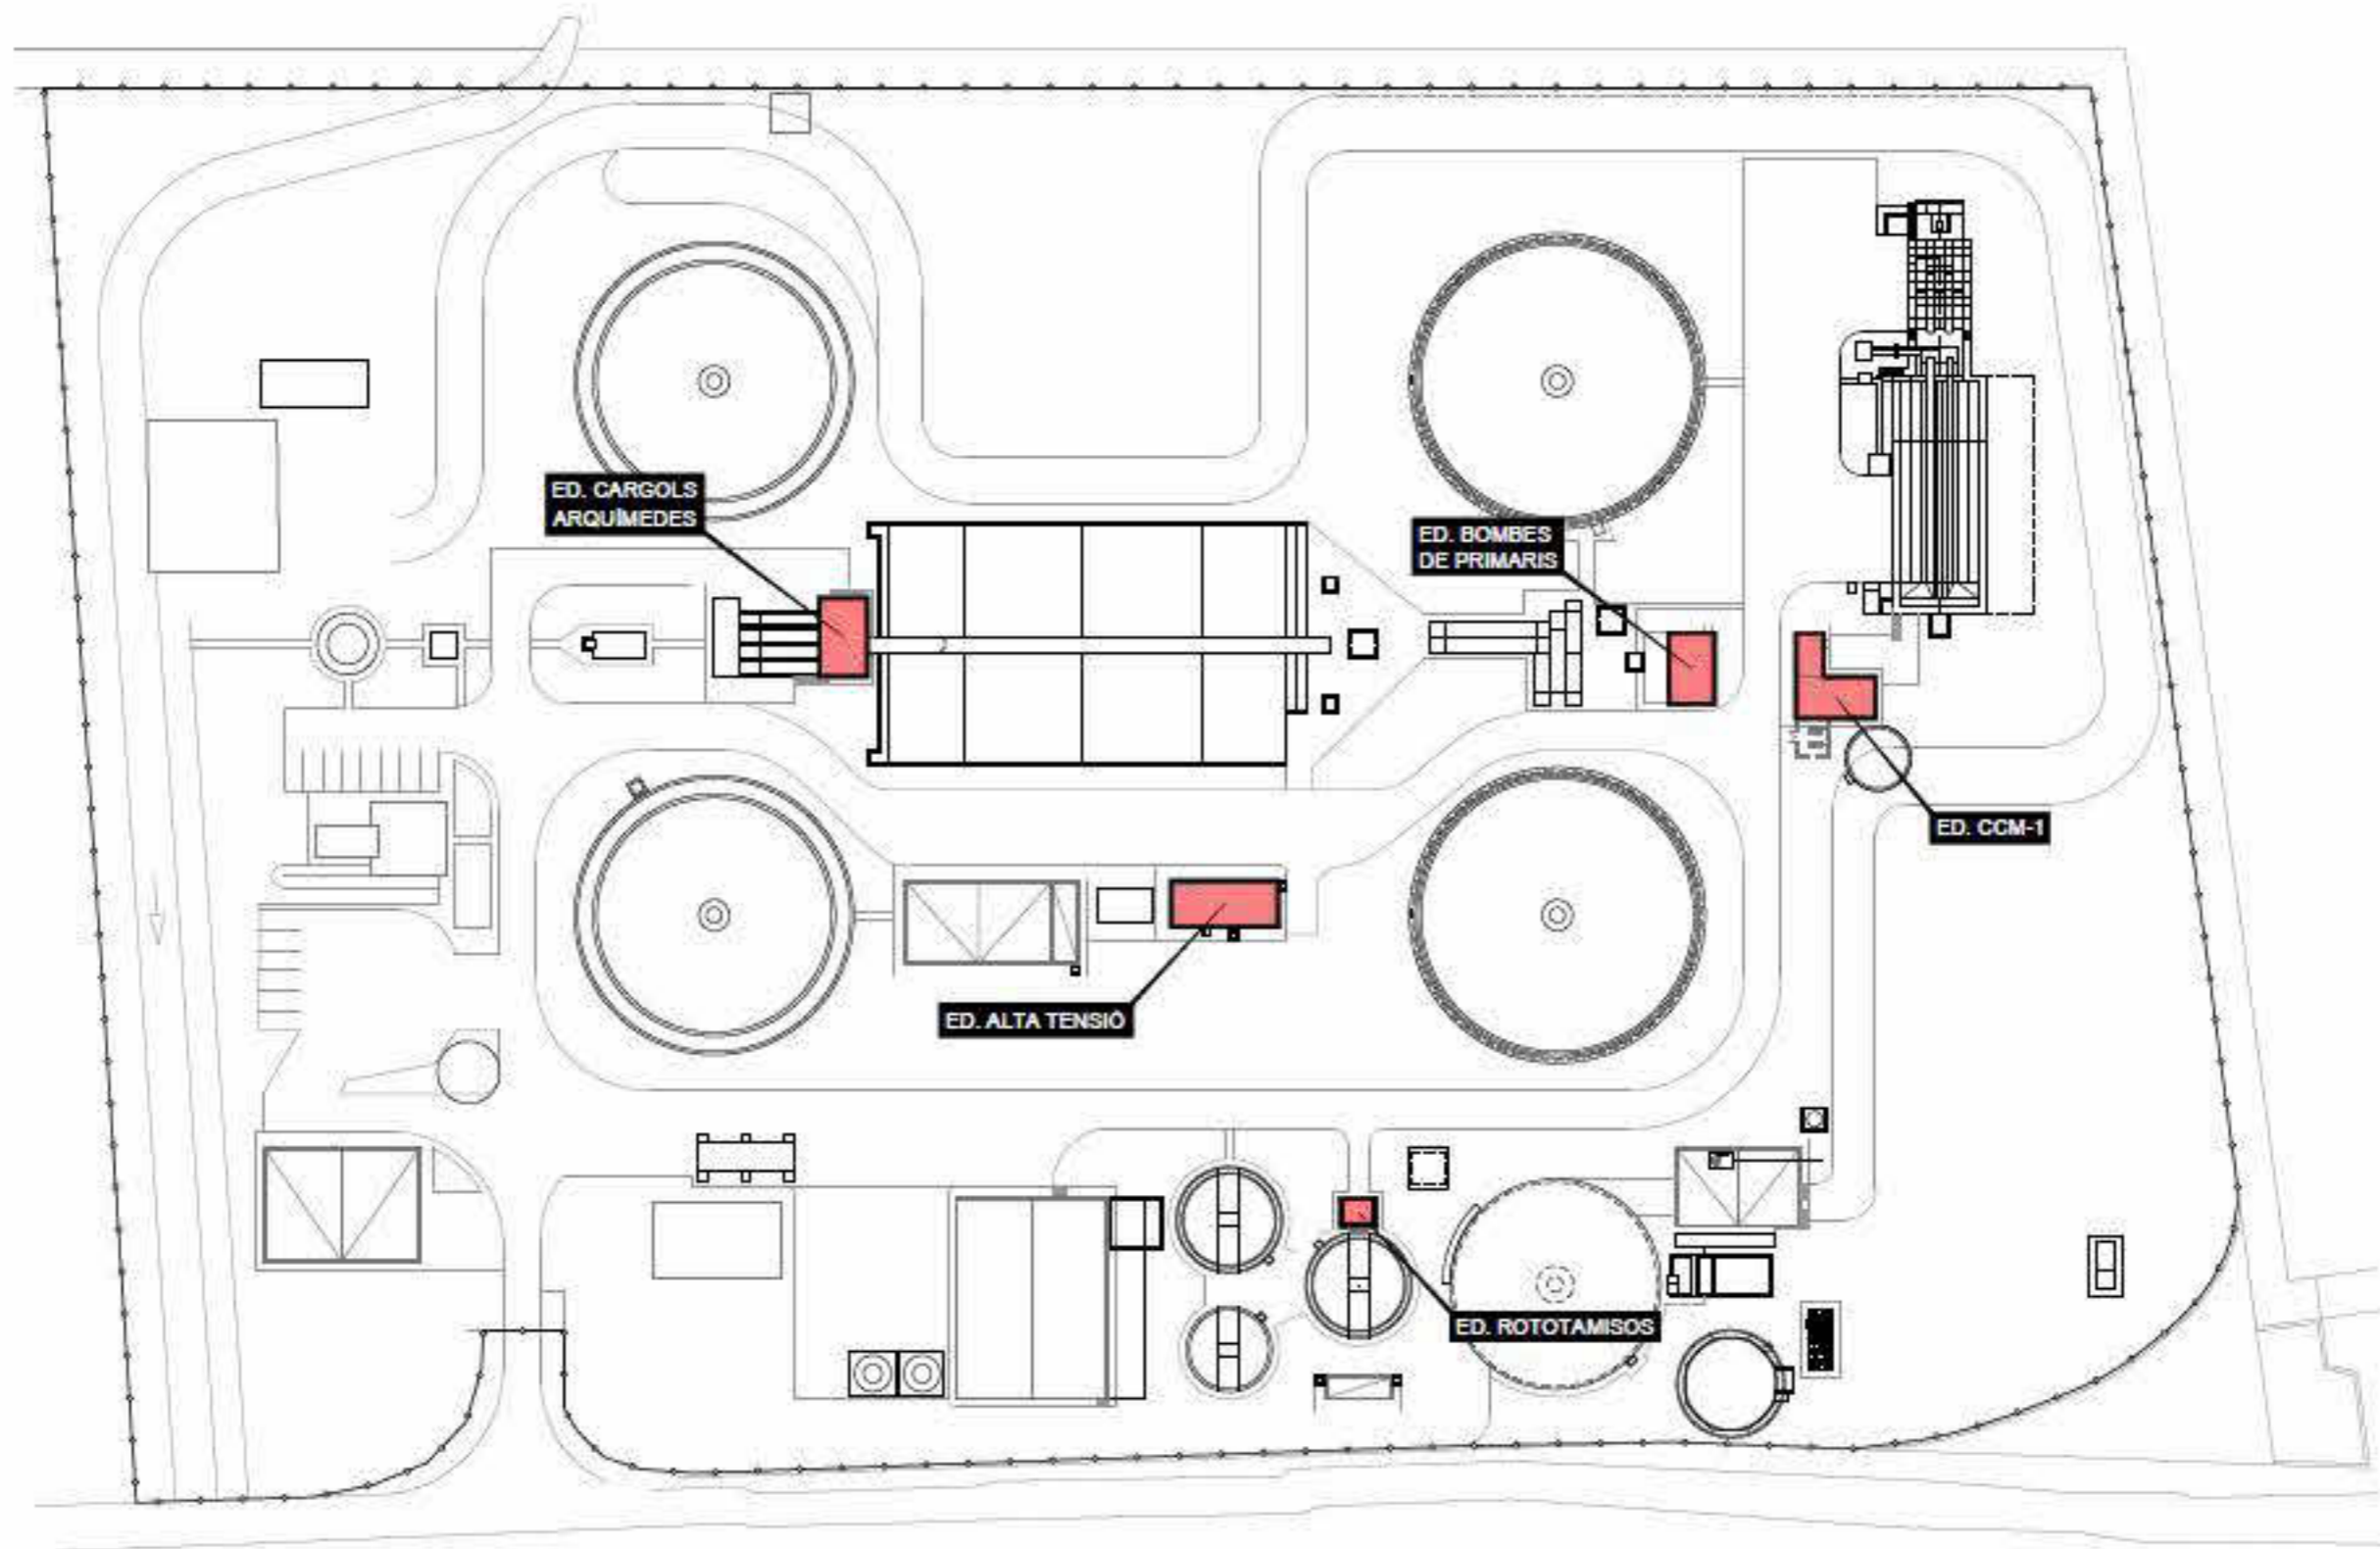 ED. CARGOLS
ARQUÍMEDES
ED. BOMBES
DE PRIMARIS
ED. CCM-1
ED. ALTA TENSIÓ
ED. ROTOTAMISOS